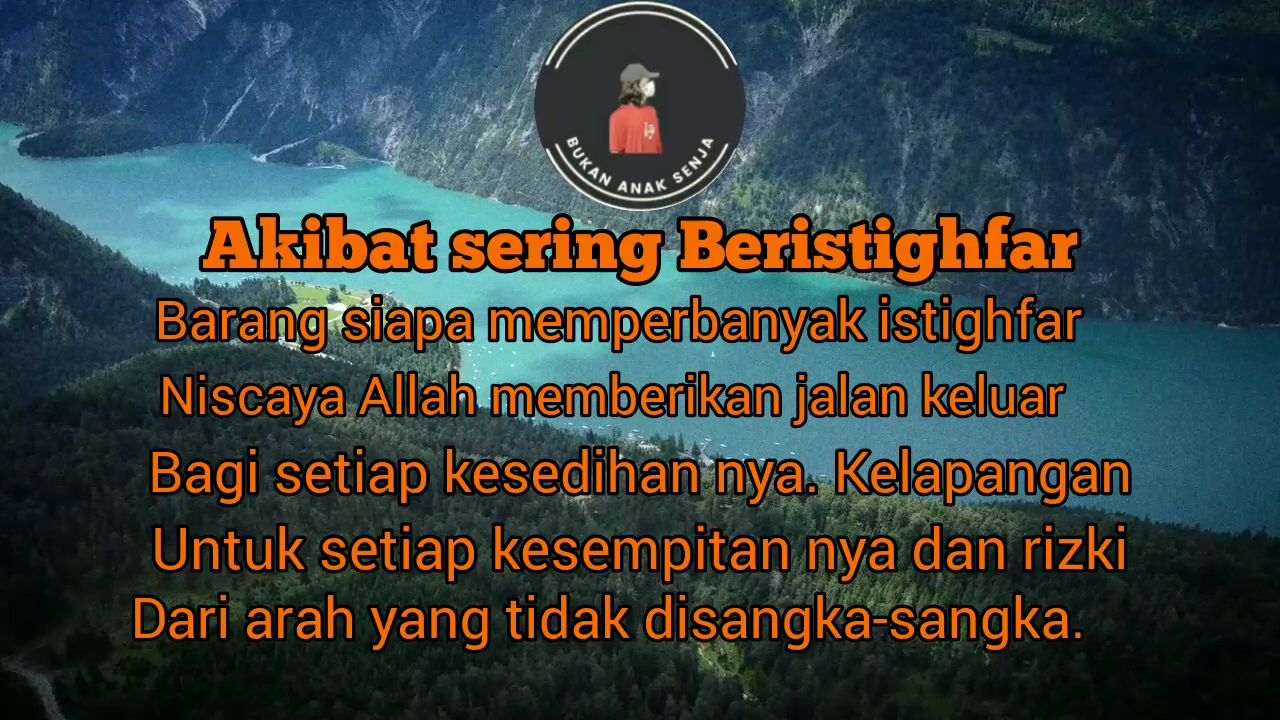 BUKAN ANAK SENJA
Akibat sering Beristighfar
Barang siapa memperbanyak istighfar
Niscaya Allah memberikan jalan keluar
Bagi setiap kesedihan nya. Kelapangan
Untuk setiap kesempitan nya dan rizki
Dari arah yang tidak disangka-sangka.